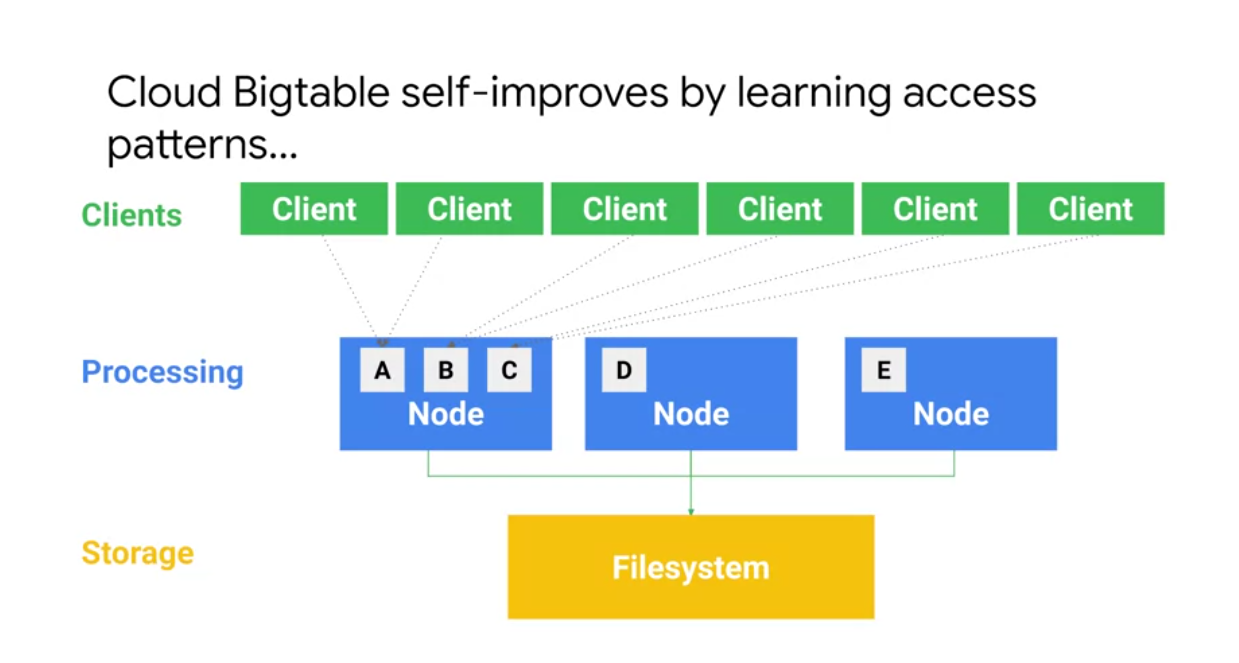 Cloud Bigtable self-improves by learning access
patterns...
Clients
Client Client Client Client Client Client
Processing
A B C D E
Node Node Node
Storage
Filesystem